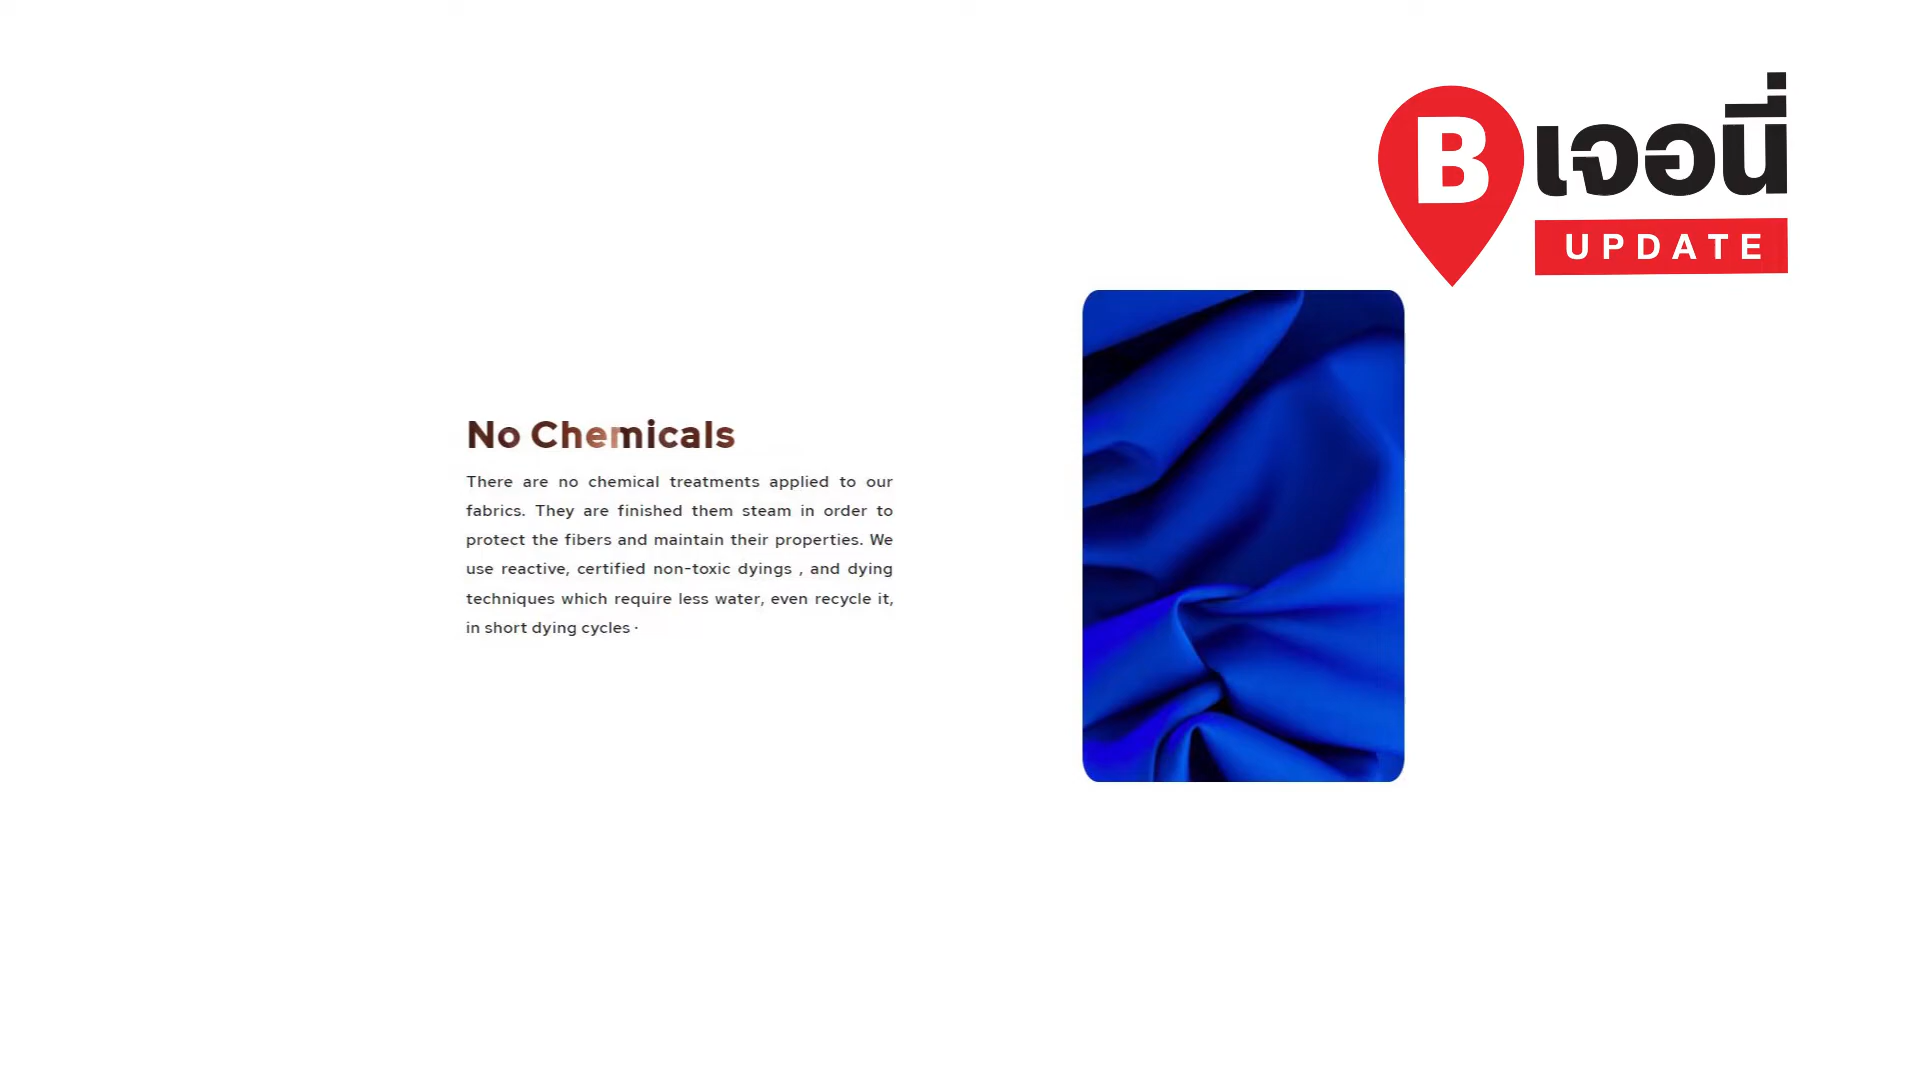 B เจอนี่
UPDATE
No Chemicals
There are no chemical treatments applied to our
fabrics. They are finished them steam in order to
protect the fibers and maintain their properties. We
use reactive, certified non-toxic dyings , and dying
techniques which require less water, even recycle it,
in short dying cycles ·